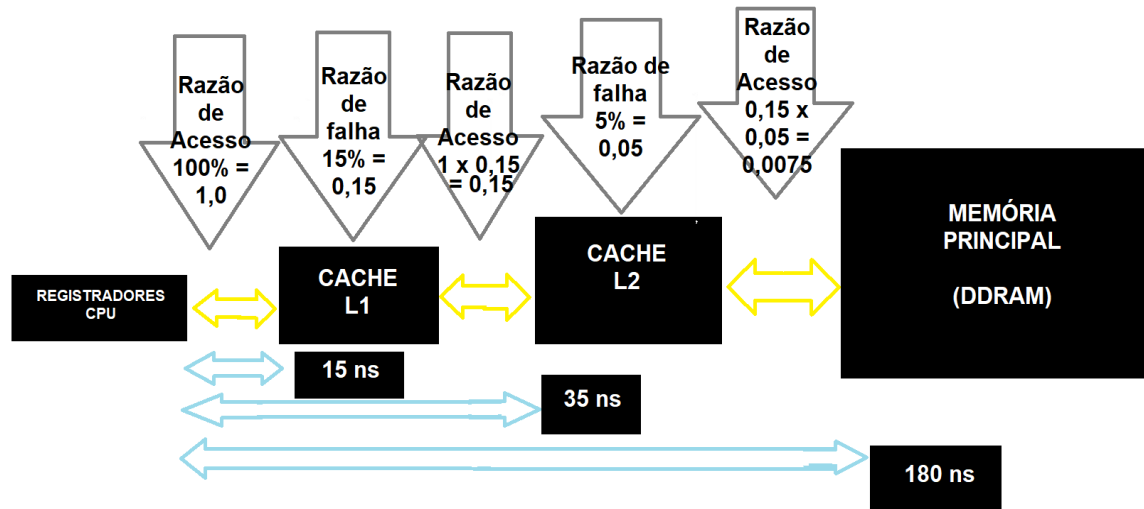 Razão
de
Acesso
100% =
1,0
Razão
de
falha
15% =
0,15
Razão
de
Acesso
1 x 0,15
= 0,15
Razão de
falha
5% =
0,05
Razão
de
Acesso
0,15 x
0,05 =
0,0075
REGISTRADORES
CPU
CACHE
L1
CACHE
L2
MEMÓRIA
PRINCIPAL
(DDRAM)
15 ns
35 ns
180 ns